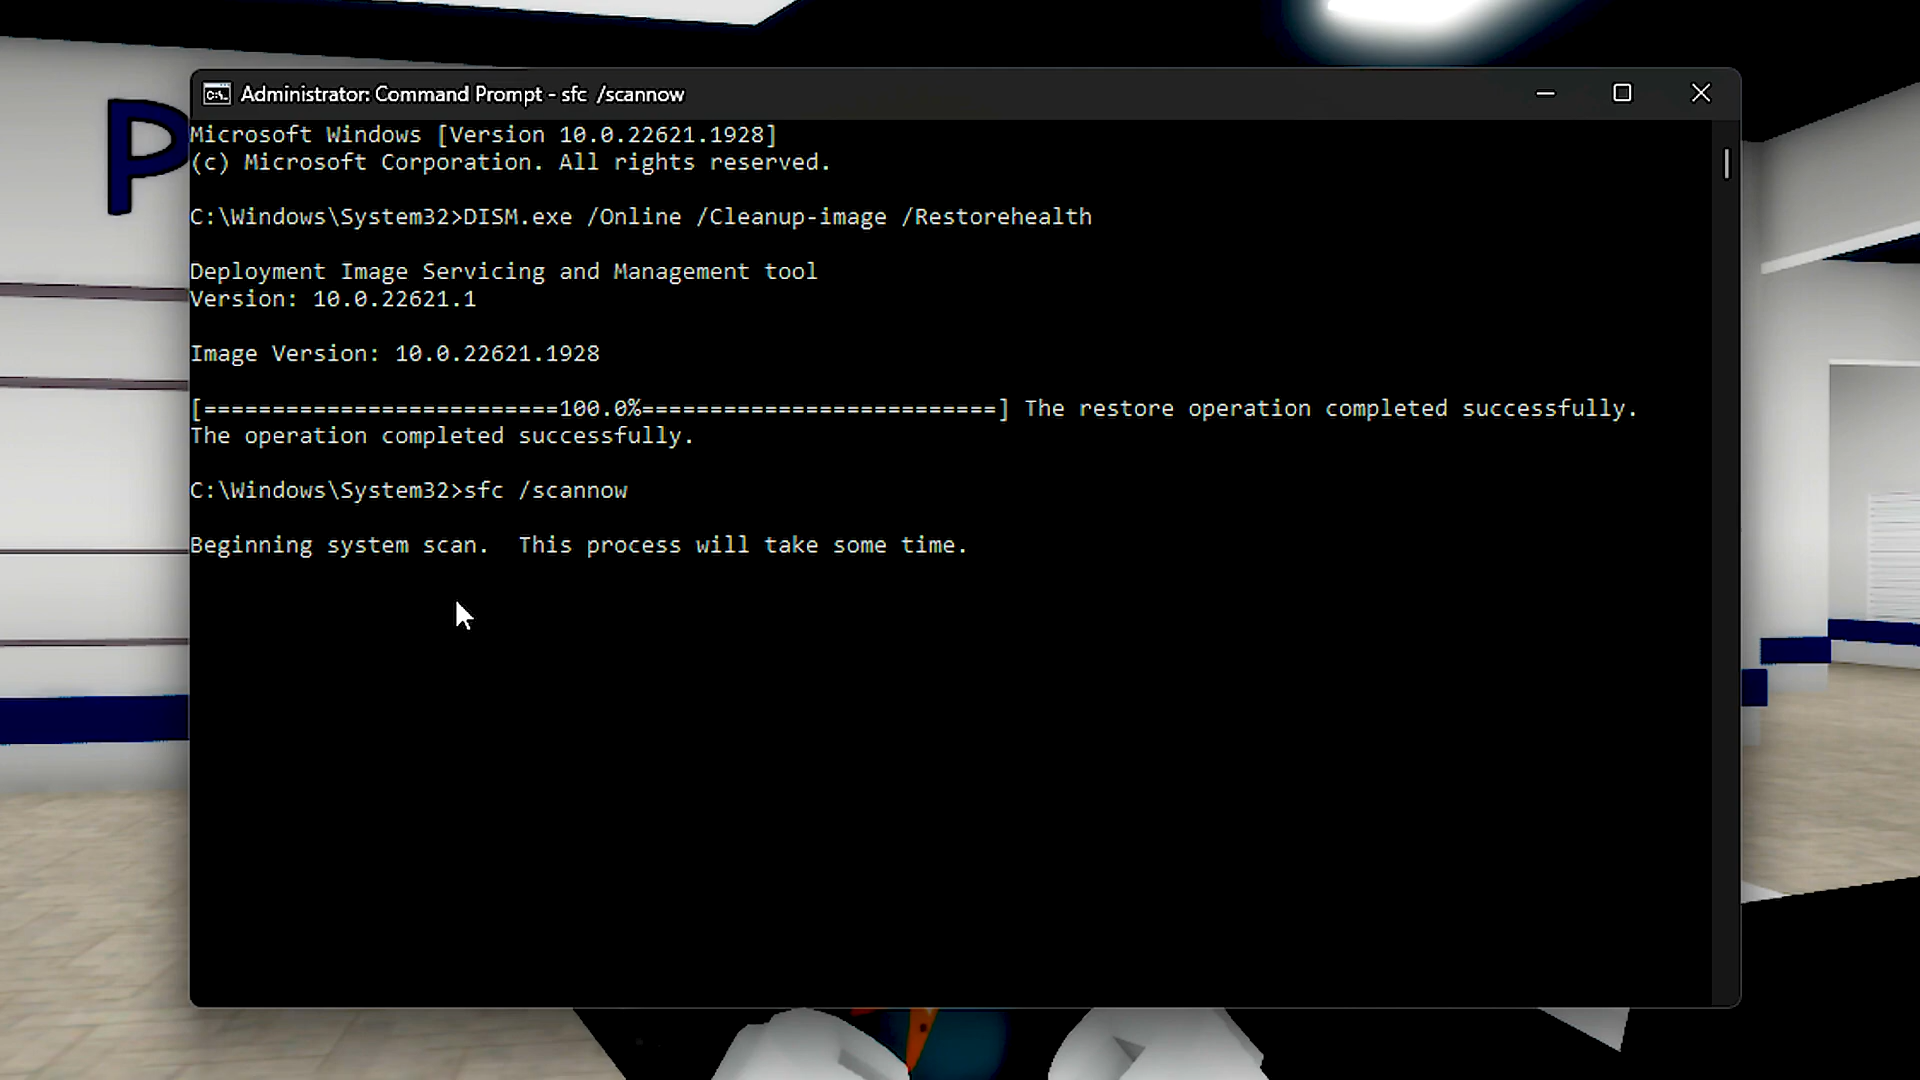 Administrator: Command Prompt - sfc /scannow
P
Microsoft Windows [Version 10.0.22621.1928]
(c) Microsoft Corporation. All rights reserved.
C:\Windows\System32>DISM.exe /Online /Cleanup-image /Restorehealth
Deployment Image Servicing and Management tool
Version: 10.0.22621.1
Image Version: 10.0.22621.1928
[==========================100.0%==========================] The restore operation completed successfully.
The operation completed successfully.
C:\Windows\System32>sfc /scannow
Beginning system scan.  This process will take some time.